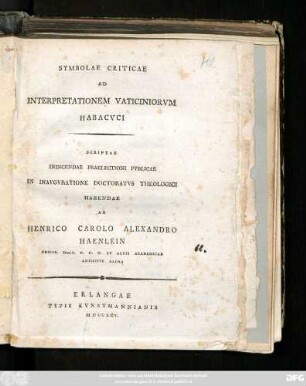 SYMBOLAE CRITICAE
AD
INTERPRETATIONEM VATICINIORVM
HABACVCI
SCRIPTAE
INDICENDAE PRAELECTIONI PVBLICAE
IN INAVGVRATIONE DOCTORATVS THEOLOGICI
HABENDAE
AB
HENRICO CAROLO ALEXANDRO
HAENLEIN
ERLANGAE
TYPIS KVNSTMANNIANIS
MDCCXCV.